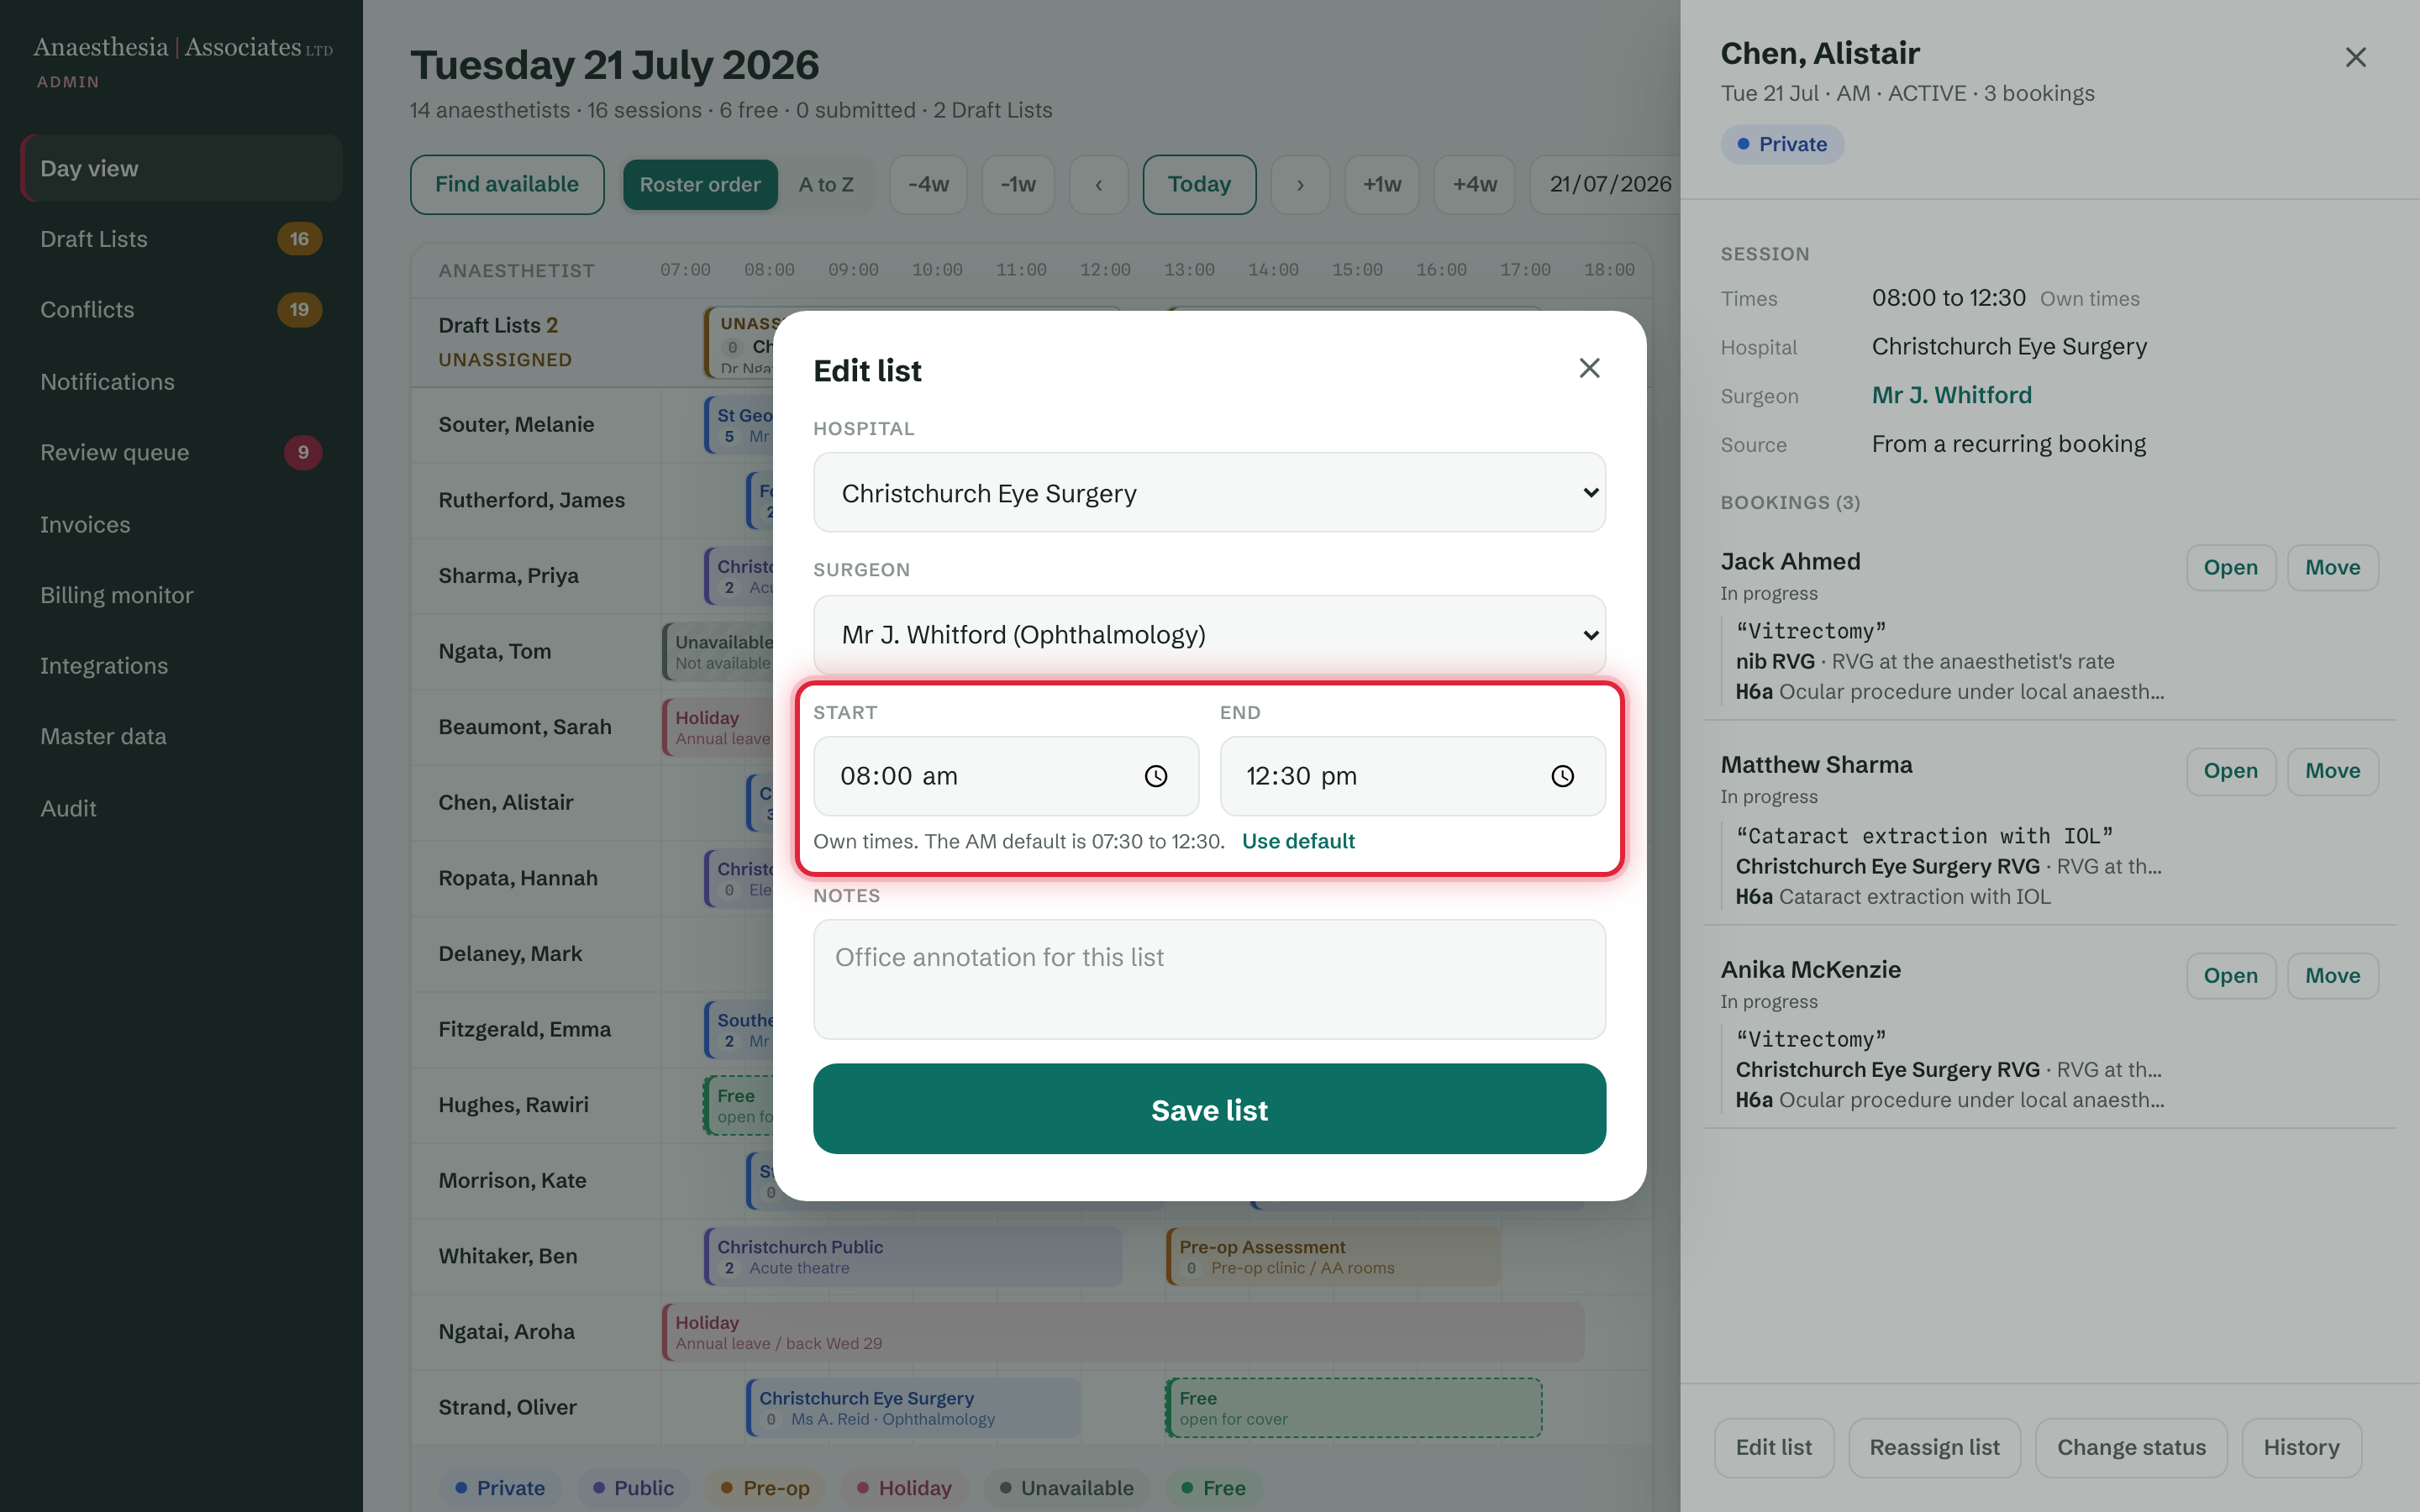 Anaesthesia | Associates LTD
ADMIN
Day view
Draft Lists 16
Conflicts 19
Notifications
Review queue 9
Invoices
Billing monitor
Integrations
Master data
Audit
Tuesday 21 July 2026
14 anaesthetists · 16 sessions · 6 free · 0 submitted · 2 Draft Lists
Find available
Roster order
A to Z
-4w
-1w
‹
Today
›
+1w
+4w
21/07/2026
ANAESTHETIST 07:00 08:00 09:00 10:00 11:00 12:00 13:00 14:00 15:00 16:00 17:00 18:00
Draft Lists 2
UNASSIGNED
0
Souter, Melanie
5 Mr
Rutherford, James
Sharma, Priya
2
Ngata, Tom
Unavailable
Not available
Beaumont, Sarah
Holiday
Annual leave
Chen, Alistair
Ropata, Hannah
0
Delaney, Mark
Fitzgerald, Emma
2 Mr
Hughes, Rawiri
Free
open
Morrison, Kate
0
Whitaker, Ben
Christchurch Public
2 Acute theatre
Pre-op Assessment
0 Pre-op clinic / AA rooms
Ngatai, Aroha
Holiday
Annual leave / back Wed 29
Strand, Oliver
Christchurch Eye Surgery
0 Ms A. Reid · Ophthalmology
Free
open for cover
Private
Public
Pre-op
Holiday
Unavailable
Free
Edit list
HOSPITAL
Christchurch Eye Surgery
SURGEON
Mr J. Whitford (Ophthalmology)
START
08:00 am
END
12:30 pm
Own times. The AM default is 07:30 to 12:30. Use default
NOTES
Office annotation for this list
Save list
Chen, Alistair
Tue 21 Jul · AM · ACTIVE · 3 bookings
Private
SESSION
Times 08:00 to 12:30 Own times
Hospital Christchurch Eye Surgery
Surgeon Mr J. Whitford
Source From a recurring booking
BOOKINGS (3)
Jack Ahmed
In progress
Open
Move
“Vitrectomy”
nib RVG · RVG at the anaesthetist's rate
H6a Ocular procedure under local anaesth…
Matthew Sharma
In progress
Open
Move
“Cataract extraction with IOL”
Christchurch Eye Surgery RVG · RVG at th…
H6a Cataract extraction with IOL
Anika McKenzie
In progress
Open
Move
“Vitrectomy”
Christchurch Eye Surgery RVG · RVG at th…
H6a Ocular procedure under local anaesth…
Edit list
Reassign list
Change status
History